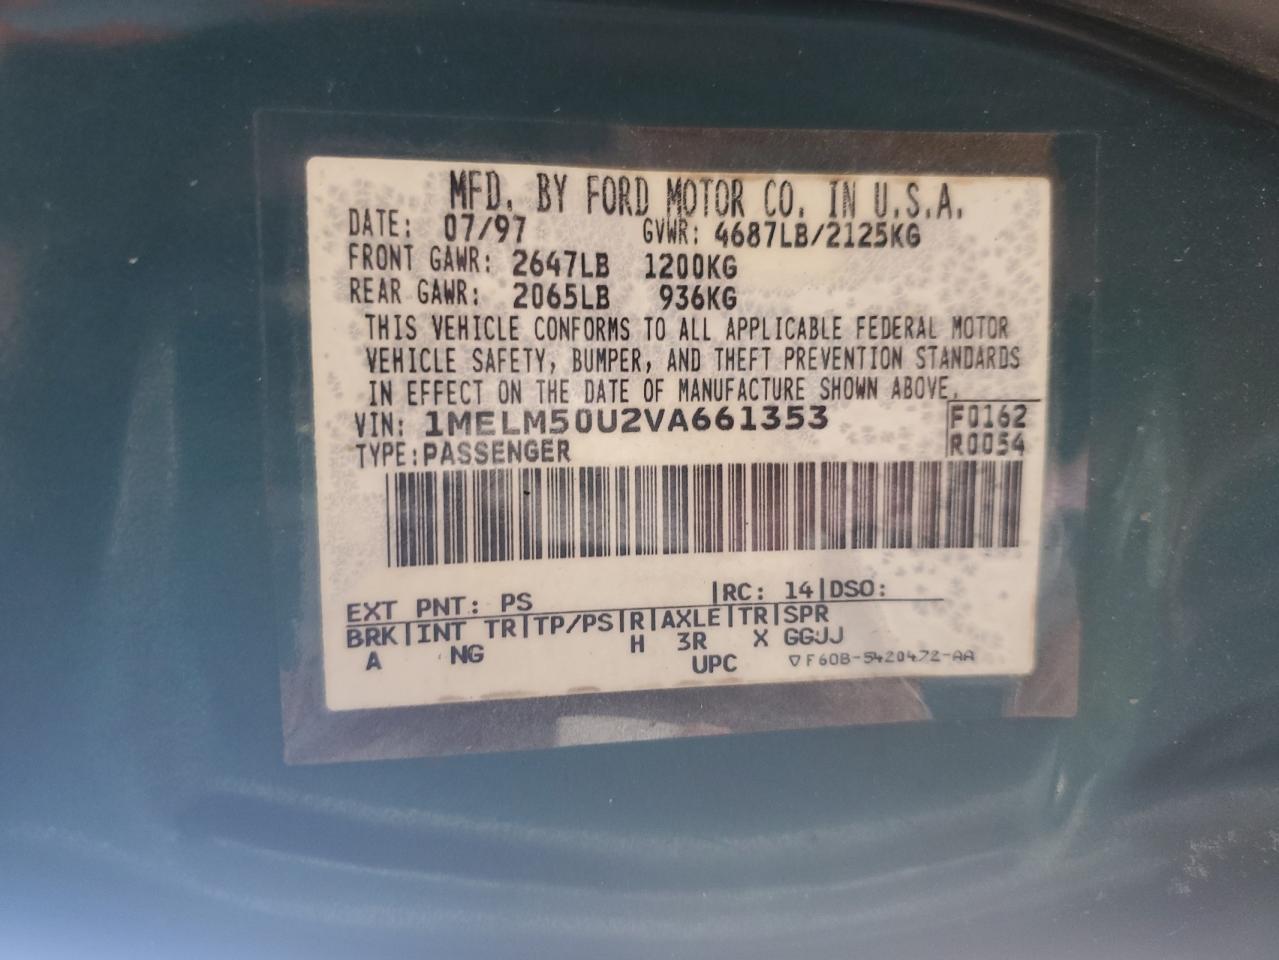 MFD. BY FORD MOTOR CO. IN U.S.A.
DATE: 07/97 GVWR: 4687LB/2125KG
FRONT GAWR: 2647LB 1200KG
REAR GAWR: 2065LB 936KG
THIS VEHICLE CONFORMS TO ALL APPLICABLE FEDERAL MOTOR
VEHICLE SAFETY, BUMPER, AND THEFT PREVENTION STANDARDS
IN EFFECT ON THE DATE OF MANUFACTURE SHOWN ABOVE.
VIN: 1MELM50U2VA661353 F0162
TYPE:PASSENGER R0054
EXT PNT: PS |RC: 14|DSO:
BRK|INT TR|TP/PS|R|AXLE|TR|SPR
A NG H 3R X GGJJ
UPC ▽F60B-5420472-AA